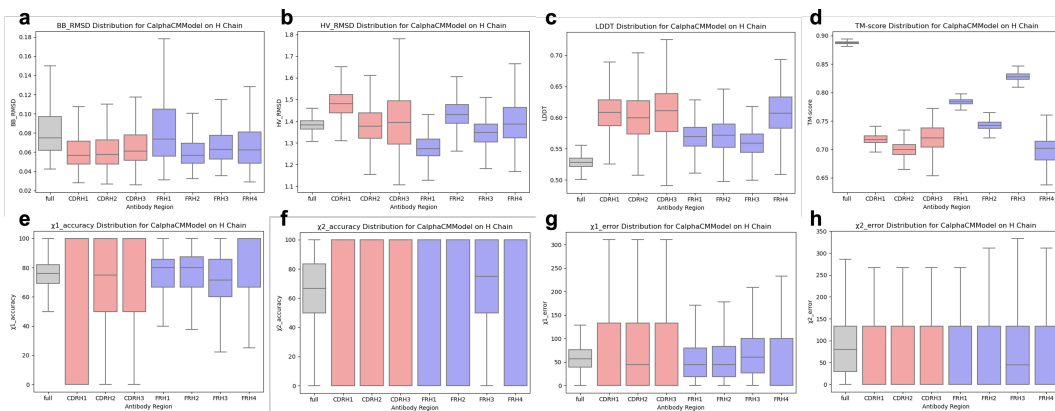 a
BB_RMSD Distribution for CalphaCMModel on H Chain
0.18
0.16
0.14
0.12
0.10
0.08
0.06
0.04
0.02
BB_RMSD
full CDRH1 CDRH2 CDRH3 FRH1 FRH2 FRH3 FRH4
Antibody Region
b
HV_RMSD Distribution for CalphaCMModel on H Chain
1.8
1.7
1.6
1.5
1.4
1.3
1.2
1.1
HV_RMSD
full CDRH1 CDRH2 CDRH3 FRH1 FRH2 FRH3 FRH4
Antibody Region
c
LDDT Distribution for CalphaCMModel on H Chain
0.70
0.65
0.60
0.55
0.50
LDDT
full CDRH1 CDRH2 CDRH3 FRH1 FRH2 FRH3 FRH4
Antibody Region
d
TM-score Distribution for CalphaCMModel on H Chain
0.90
0.85
0.80
0.75
0.70
0.65
TM-score
full CDRH1 CDRH2 CDRH3 FRH1 FRH2 FRH3 FRH4
Antibody Region
e
χ1_accuracy Distribution for CalphaCMModel on H Chain
100
80
60
40
20
0
χ1_accuracy
full CDRH1 CDRH2 CDRH3 FRH1 FRH2 FRH3 FRH4
Antibody Region
f
χ2_accuracy Distribution for CalphaCMModel on H Chain
100
80
60
40
20
0
χ2_accuracy
full CDRH1 CDRH2 CDRH3 FRH1 FRH2 FRH3 FRH4
Antibody Region
g
χ1_error Distribution for CalphaCMModel on H Chain
300
250
200
150
100
50
0
χ1_error
full CDRH1 CDRH2 CDRH3 FRH1 FRH2 FRH3 FRH4
Antibody Region
h
χ2_error Distribution for CalphaCMModel on H Chain
350
300
250
200
150
100
50
0
χ2_error
full CDRH1 CDRH2 CDRH3 FRH1 FRH2 FRH3 FRH4
Antibody Region